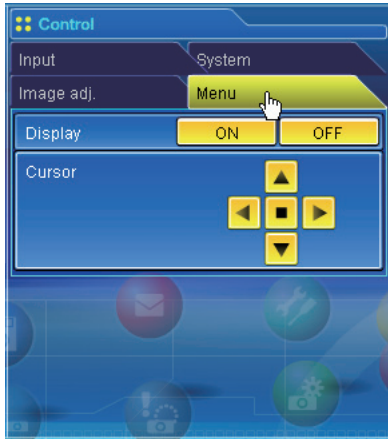 Control
Input System
Image adj. Menu
Display ON OFF
Cursor